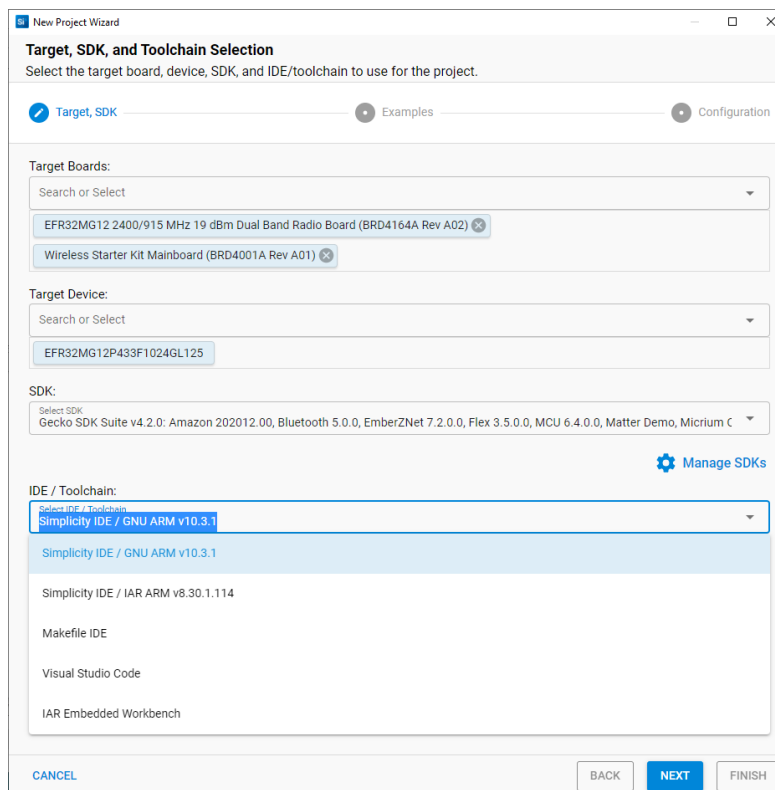 Si New Project Wizard
Target, SDK, and Toolchain Selection
Select the target board, device, SDK, and IDE/toolchain to use for the project.
Target, SDK
Examples
Configuration
Target Boards:
Search or Select
EFR32MG12 2400/915 MHz 19 dBm Dual Band Radio Board (BRD4164A Rev A02)
Wireless Starter Kit Mainboard (BRD4001A Rev A01)
Target Device:
Search or Select
EFR32MG12P433F1024GL125
SDK:
Select SDK
Gecko SDK Suite v4.2.0: Amazon 202012.00, Bluetooth 5.0.0, EmberZNet 7.2.0.0, Flex 3.5.0.0, MCU 6.4.0.0, Matter Demo, Micrium
Manage SDKs
IDE / Toolchain:
Select IDE / Toolchain
Simplicity IDE / GNU ARM v10.3.1
Simplicity IDE / GNU ARM v10.3.1
Simplicity IDE / IAR ARM v8.30.1.114
Makefile IDE
Visual Studio Code
IAR Embedded Workbench
CANCEL
BACK
NEXT
FINISH